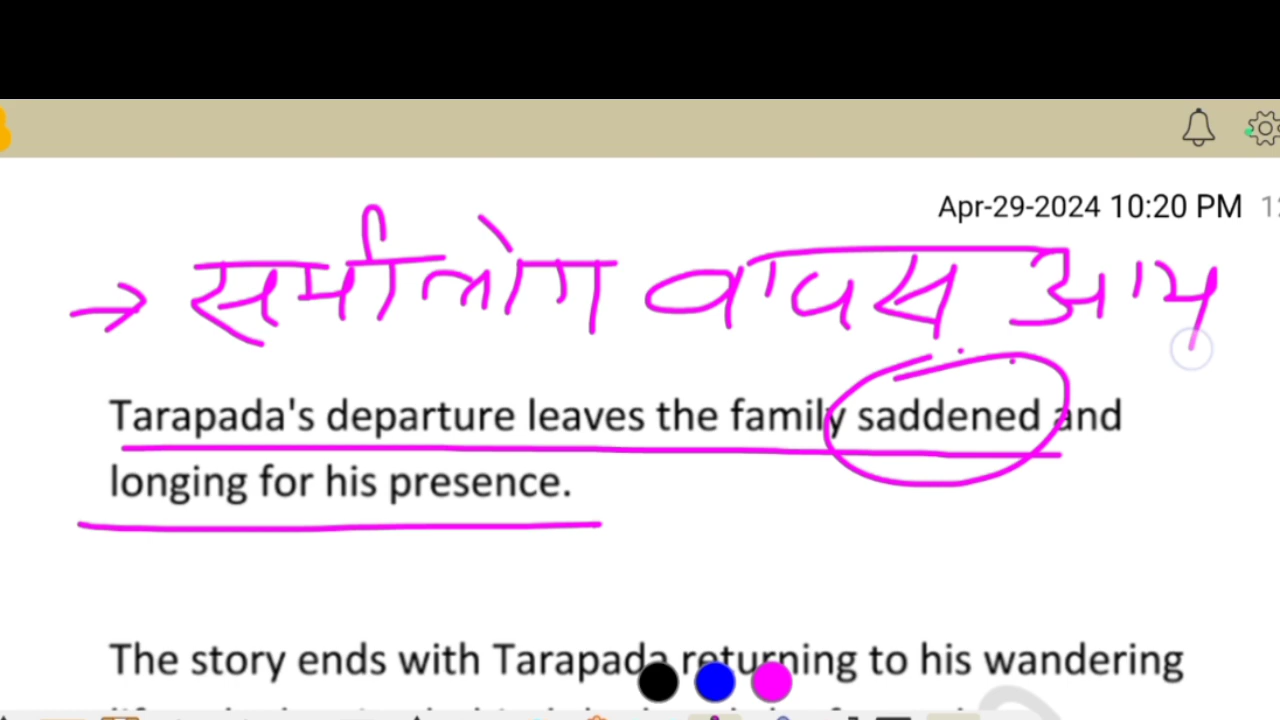 Apr-29-2024 10:20 PM
→ सभी लोग वापस आय
Tarapada's departure leaves the family saddened and
longing for his presence.
The story ends with Tarapada returning to his wandering